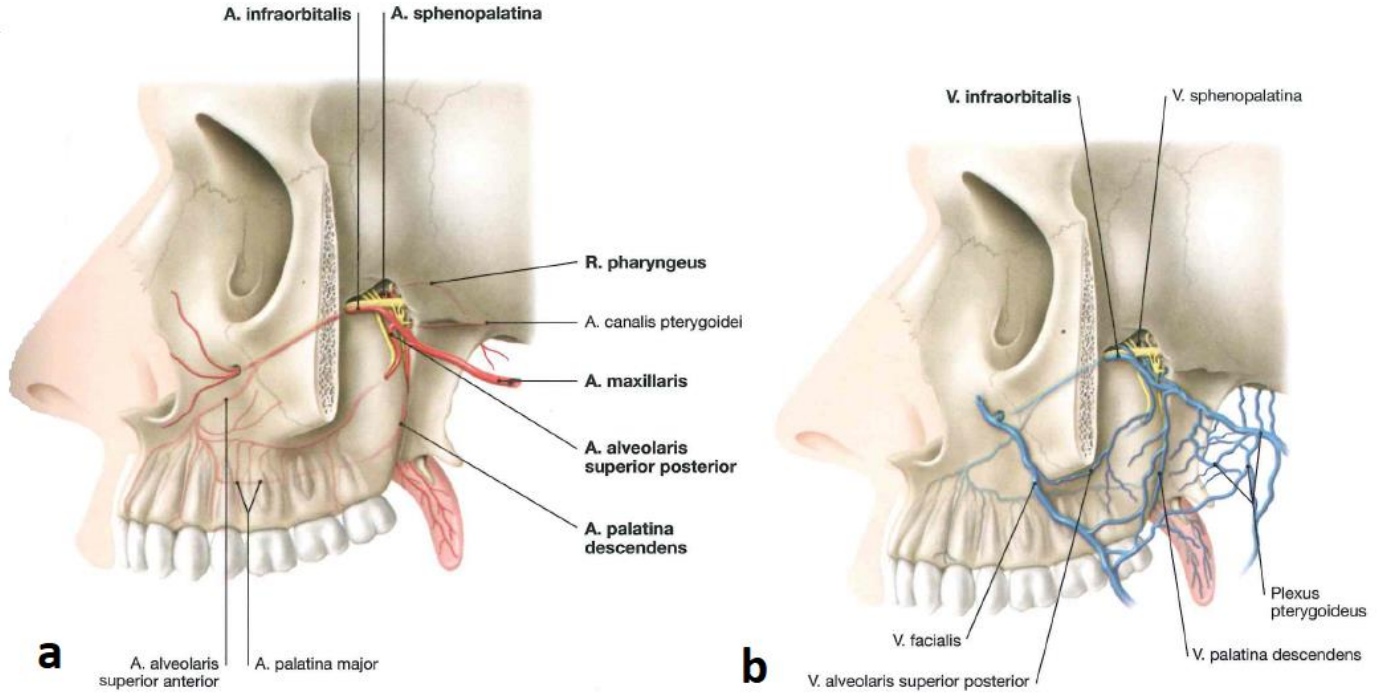 A. infraorbitalis
A. sphenopalatina
R. pharyngeus
A. canalis pterygoidei
A. maxillaris
A. alveolaris
superior posterior
A. palatina
descendens
a
A. alveolaris
superior anterior
A. palatina major
V. infraorbitalis
V. sphenopalatina
Plexus
pterygoideus
V. facialis
V. palatina descendens
b
V. alveolaris superior posterior